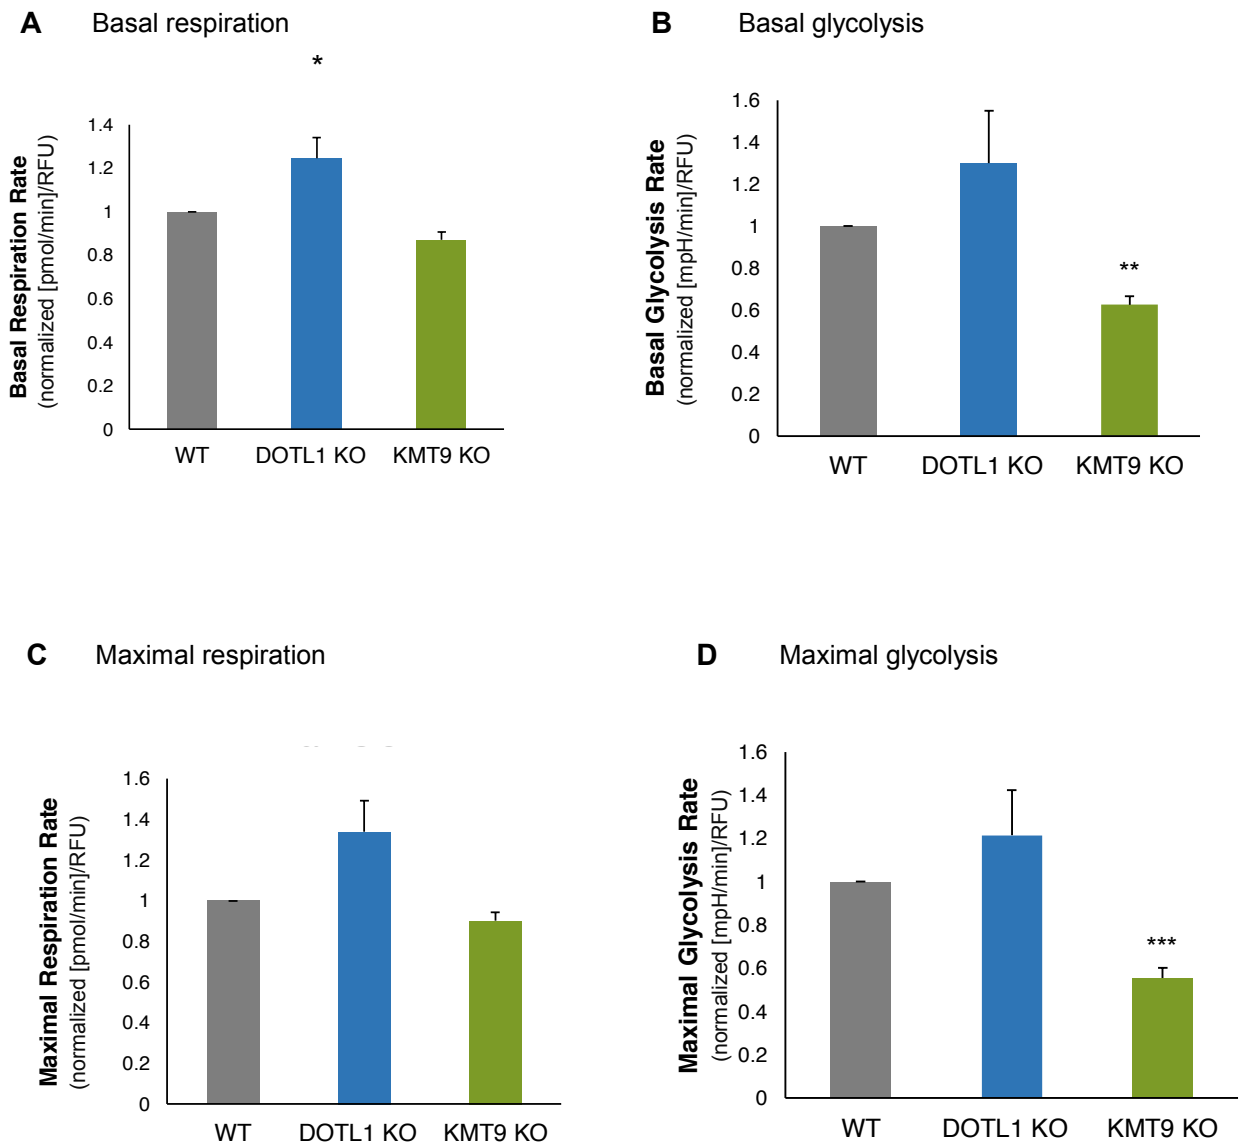 A Basal respiration
*
Basal Respiration Rate
(normalized [pmol/min]/RFU)
1.4
1.2
1
0.8
0.6
0.4
0.2
0
WT DOTL1 KO KMT9 KO
B Basal glycolysis
Basal Glycolysis Rate
(normalized [mpH/min]/RFU)
1.6
1.4
1.2
1
0.8
0.6
0.4
0.2
0
**
WT DOTL1 KO KMT9 KO
C Maximal respiration
Maximal Respiration Rate
(normalized [pmol/min]/RFU)
1.6
1.4
1.2
1
0.8
0.6
0.4
0.2
0
WT DOTL1 KO KMT9 KO
D Maximal glycolysis
Maximal Glycolysis Rate
(normalized [mpH/min]/RFU)
1.6
1.4
1.2
1
0.8
0.6
0.4
0.2
0
***
WT DOTL1 KO KMT9 KO